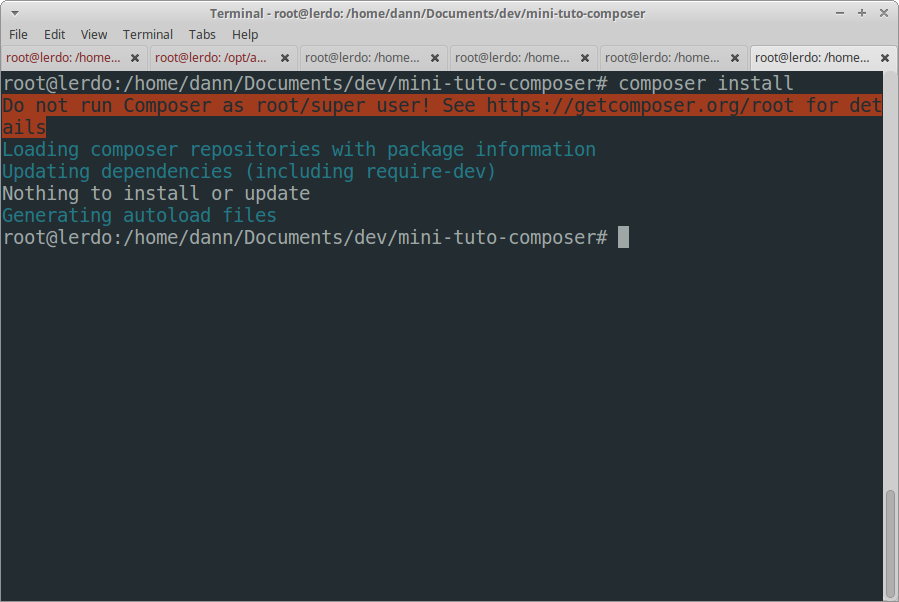 Terminal - root@lerdo: /home/dann/Documents/dev/mini-tuto-composer
File Edit View Terminal Tabs Help
root@lerdo: /home... root@lerdo: /opt/a... root@lerdo: /home... root@lerdo: /home... root@lerdo: /home... root@lerdo: /home...
root@lerdo:/home/dann/Documents/dev/mini-tuto-composer# composer install
Do not run Composer as root/super user! See https://getcomposer.org/root for det
ails
Loading composer repositories with package information
Updating dependencies (including require-dev)
Nothing to install or update
Generating autoload files
root@lerdo:/home/dann/Documents/dev/mini-tuto-composer#